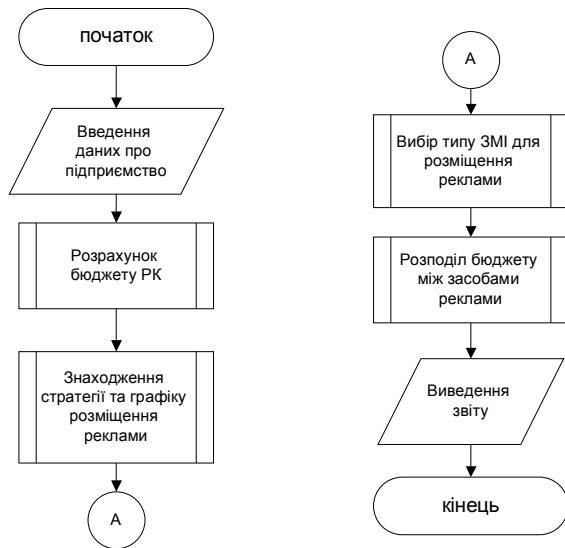 початок
Введення
даних про
підприємство
Розрахунок
бюджету РК
Знаходження
стратегії та графіку
розміщення
реклами
А
А
Вибір типу ЗМІ для
розміщення
реклами
Розподіл бюджету
між засобами
реклами
Виведення
звіту
кінець